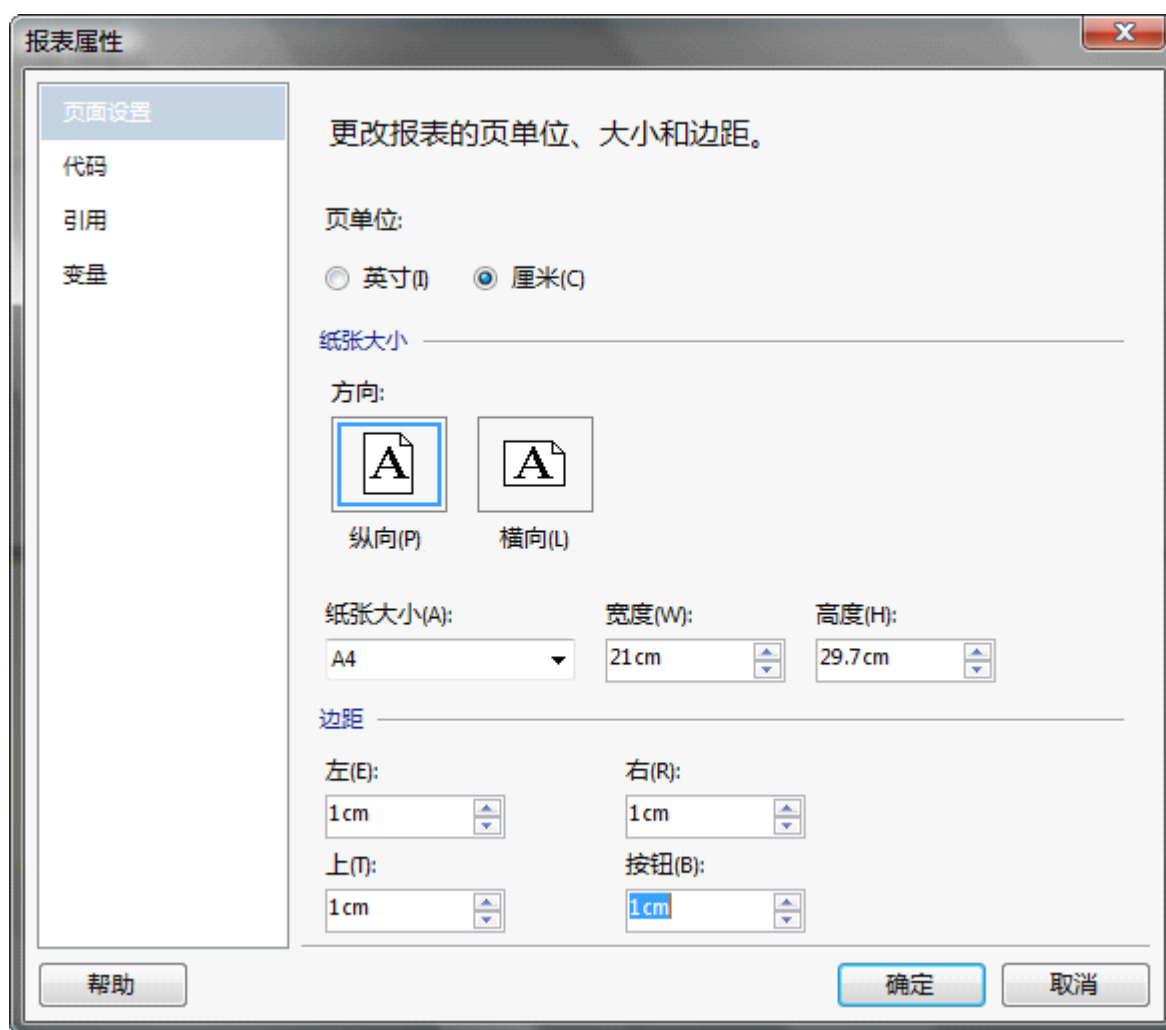 报表属性
页面设置
代码
引用
变量
更改报表的页单位、大小和边距。
页单位:
英寸(I) 厘米(C)
纸张大小
方向:
A A
纵向(P) 横向(L)
纸张大小(A): 宽度(W): 高度(H):
A4 21cm 29.7cm
边距
左(E): 右(R):
1cm 1cm
上(T): 按钮(B):
1cm 1cm
帮助 确定 取消